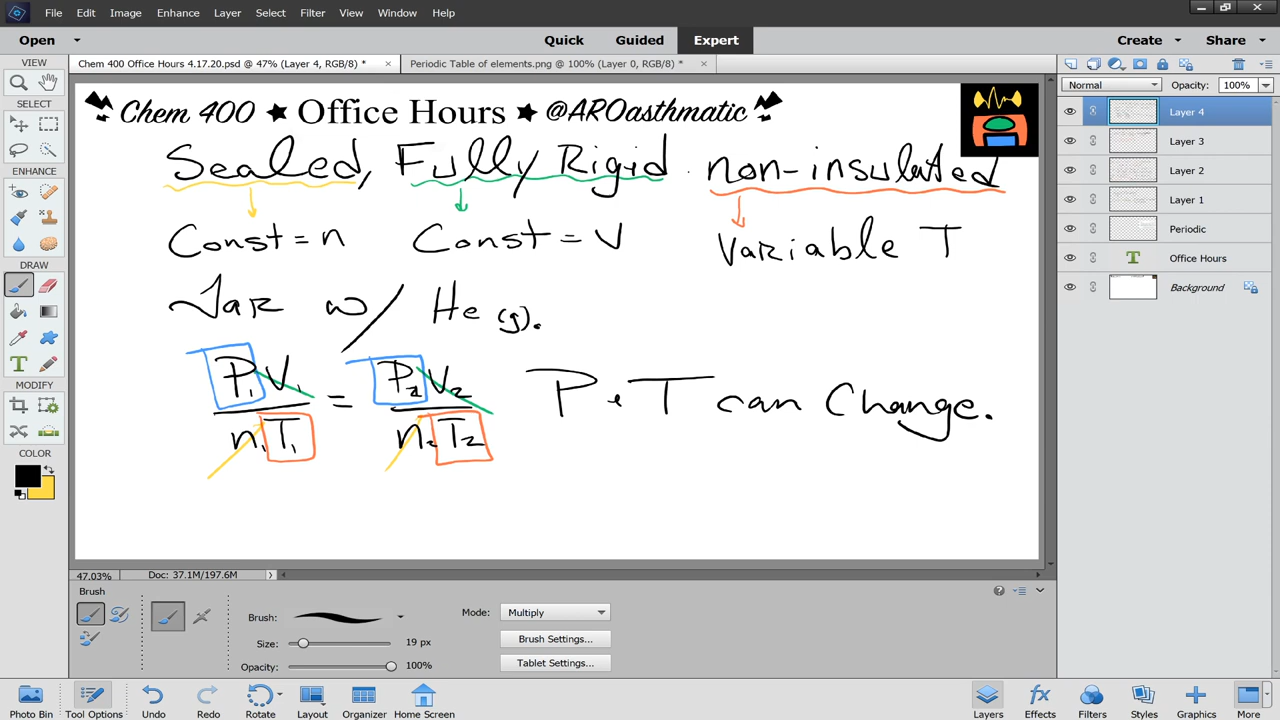 File Edit Image Enhance Layer Select Filter View Window Help
Open Quick Guided Expert Create Share
VIEW
SELECT
ENHANCE
DRAW
MODIFY
COLOR
Chem 400 Office Hours 4.17.20.psd @ 47% (Layer 4, RGB/8) * Periodic Table of elements.png @ 100% (Layer 0, RGB/8) *
Chem 400 ★ Office Hours ★ @AROasthmatic
Sealed, Fully Rigid non-insulated
Const = n Const = V Variable T
Jar w/ He (g).
P₁V₁ / n₁T₁ = P₂V₂ / n₂T₂ P & T can Change.
47.03% Doc: 37.1M/197.6M
Brush
Brush: Mode: Multiply
Size: 19 px Brush Settings...
Opacity: 100% Tablet Settings...
Normal Opacity: 100%
Layer 4
Layer 3
Layer 2
Layer 1
Periodic
T Office Hours
Background
Photo Bin Tool Options Undo Redo Rotate Layout Organizer Home Screen Layers Effects Filters Styles Graphics More